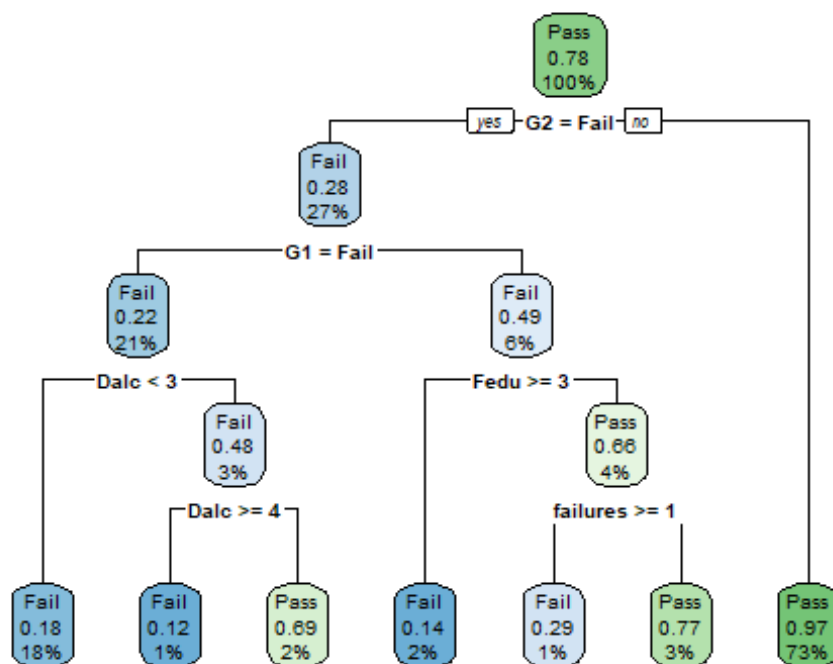 Pass
0.78
100%
yes G2 = Fail no
Fail
0.28
27%
G1 = Fail
Fail
0.22
21%
Fail
0.49
6%
Dalc < 3
Fedu >= 3
Fail
0.48
3%
Pass
0.66
4%
Dalc >= 4
failures >= 1
Fail
0.18
18%
Fail
0.12
1%
Pass
0.69
2%
Fail
0.14
2%
Fail
0.29
1%
Pass
0.77
3%
Pass
0.97
73%